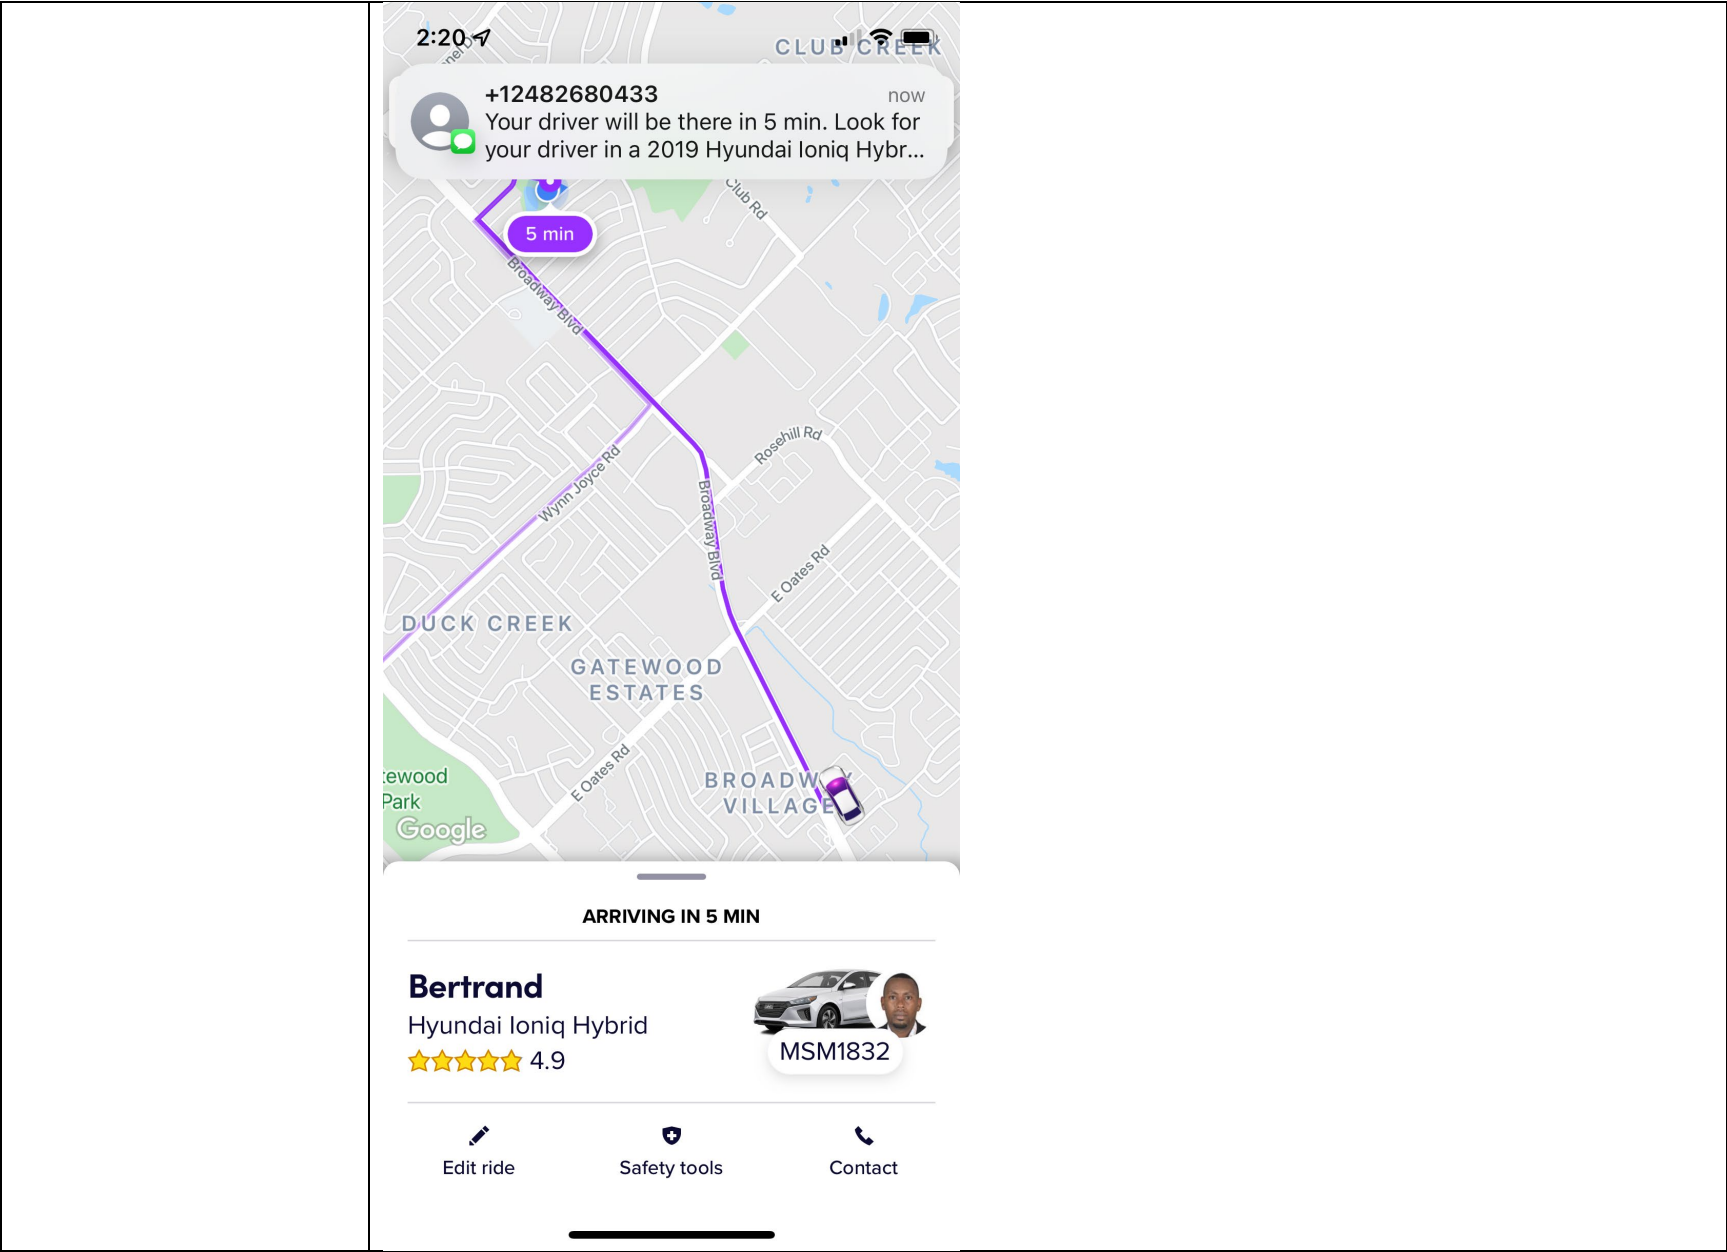 2:20
CLUB CREEK
+12482680433
now
Your driver will be there in 5 min. Look for
your driver in a 2019 Hyundai Ioniq Hybr...
Club Rd
5 min
Broadway Blvd
Rosehill Rd
Wynn Joyce Rd
Broadway Blvd
E Oates Rd
DUCK CREEK
GATEWOOD
ESTATES
E Oates Rd
BROADW Y
VILLAGE
ewood
Park
Google
ARRIVING IN 5 MIN
Bertrand
Hyundai Ioniq Hybrid
4.9
MSM1832
Edit ride
Safety tools
Contact